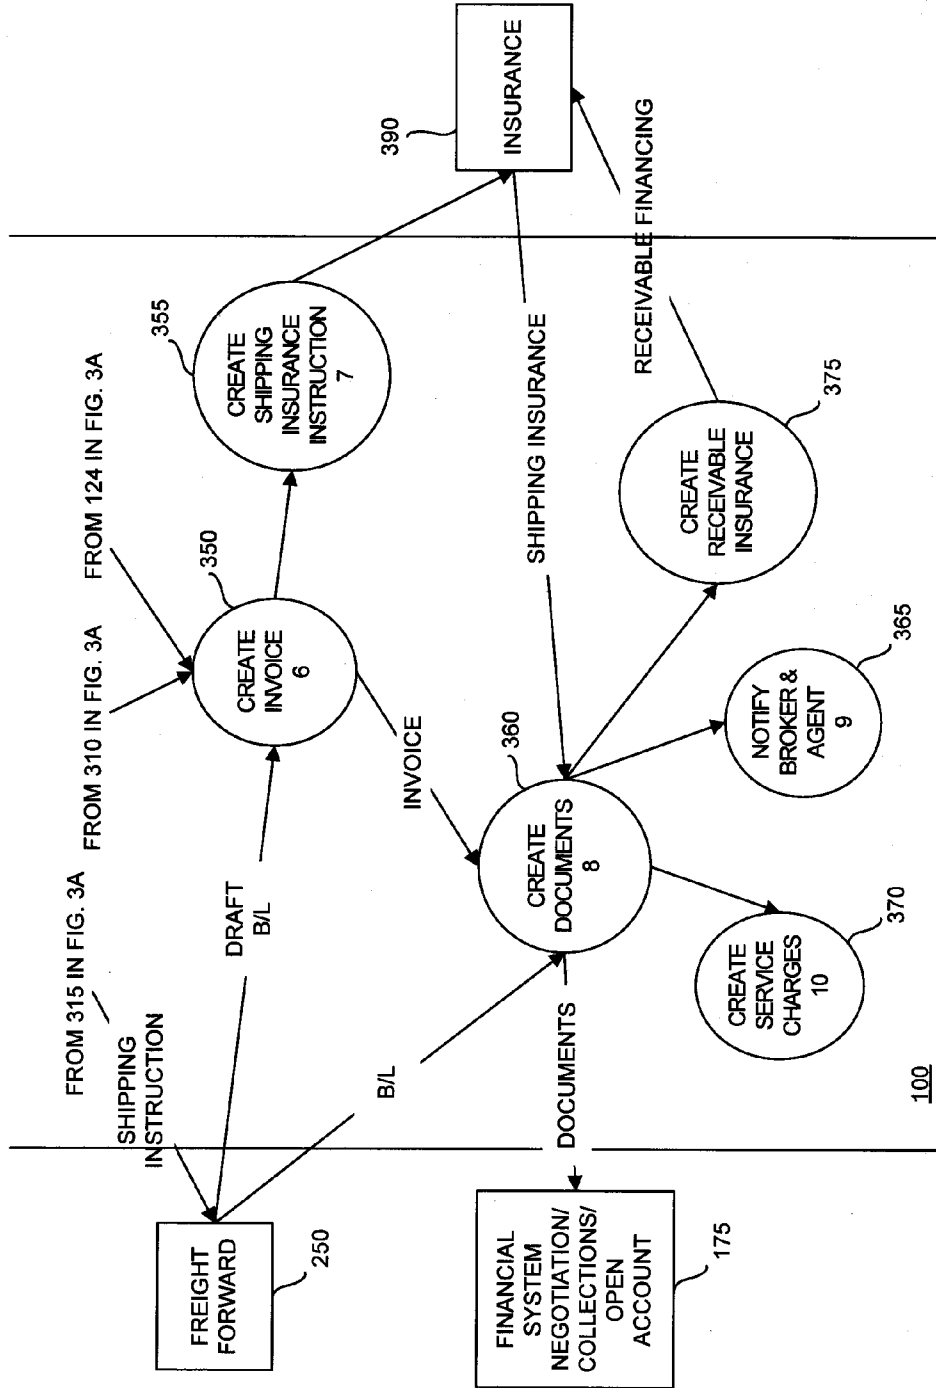 FROM 315 IN FIG. 3A
FROM 310 IN FIG. 3A
FROM 124 IN FIG. 3A
SHIPPING
INSTRUCTION
DRAFT
B/L
CREATE
INVOICE
6
350
CREATE
SHIPPING
INSURANCE
INSTRUCTION
7
355
FREIGHT
FORWARD
250
B/L
INVOICE
SHIPPING INSURANCE
390
INSURANCE
CREATE
DOCUMENTS
8
360
RECEIVABLE FINANCING
FINANCIAL
SYSTEM
NEGOTIATION/
COLLECTIONS/
OPEN
ACCOUNT
175
DOCUMENTS
CREATE
SERVICE
CHARGES
10
370
NOTIFY
BROKER &
AGENT
9
365
CREATE
RECEIVABLE
INSURANCE
375
100